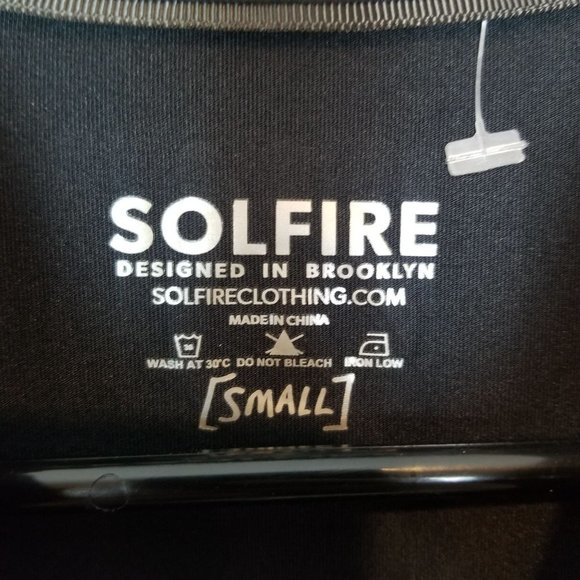 SOLFIRE
DESIGNED IN BROOKLYN
SOLFIRECLOTHING.COM
MADE IN CHINA
WASH AT 30°C DO NOT BLEACH IRON LOW
[SMALL]